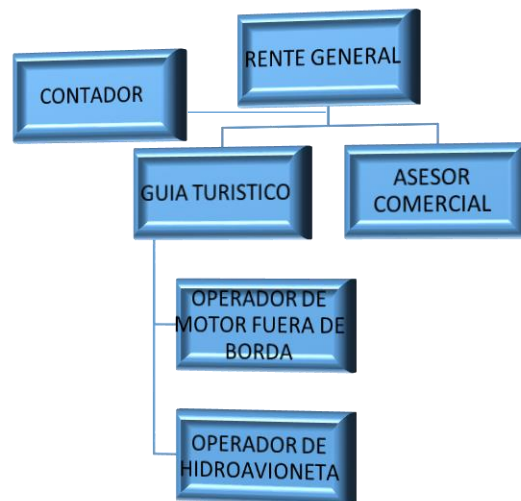 RENTE GENERAL
CONTADOR
GUIA TURISTICO
ASESOR
COMERCIAL
OPERADOR DE
MOTOR FUERA DE
BORDA
OPERADOR DE
HIDROAVIONETA